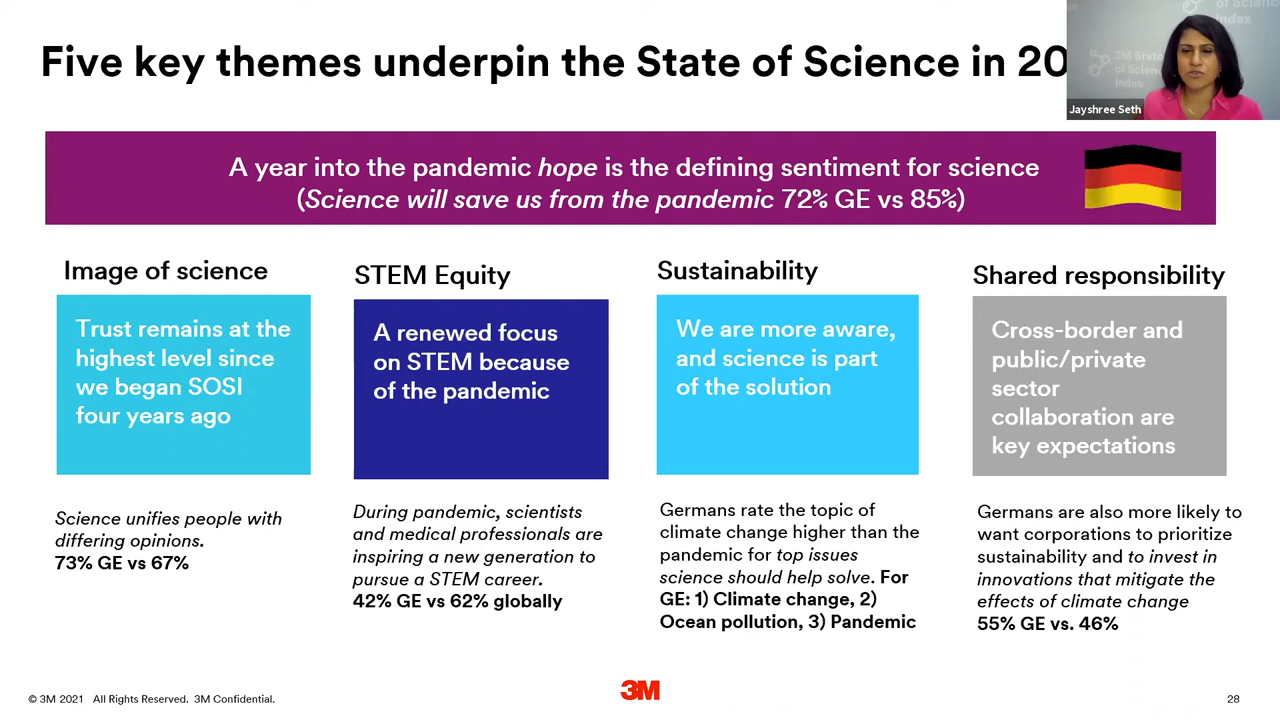 Five key themes underpin the State of Science in 20
of Science
Index
3M State
of Science
Index
Jayshree Seth
A year into the pandemic hope is the defining sentiment for science
(Science will save us from the pandemic 72% GE vs 85%)
Image of science
Trust remains at the
highest level since
we began SOSI
four years ago
Science unifies people with
differing opinions.
73% GE vs 67%
STEM Equity
A renewed focus
on STEM because
of the pandemic
During pandemic, scientists
and medical professionals are
inspiring a new generation to
pursue a STEM career.
42% GE vs 62% globally
Sustainability
We are more aware,
and science is part
of the solution
Germans rate the topic of
climate change higher than the
pandemic for top issues
science should help solve. For
GE: 1) Climate change, 2)
Ocean pollution, 3) Pandemic
Shared responsibility
Cross-border and
public/private
sector
collaboration are
key expectations
Germans are also more likely to
want corporations to prioritize
sustainability and to invest in
innovations that mitigate the
effects of climate change
55% GE vs. 46%
© 3M 2021 All Rights Reserved. 3M Confidential.
3M
28